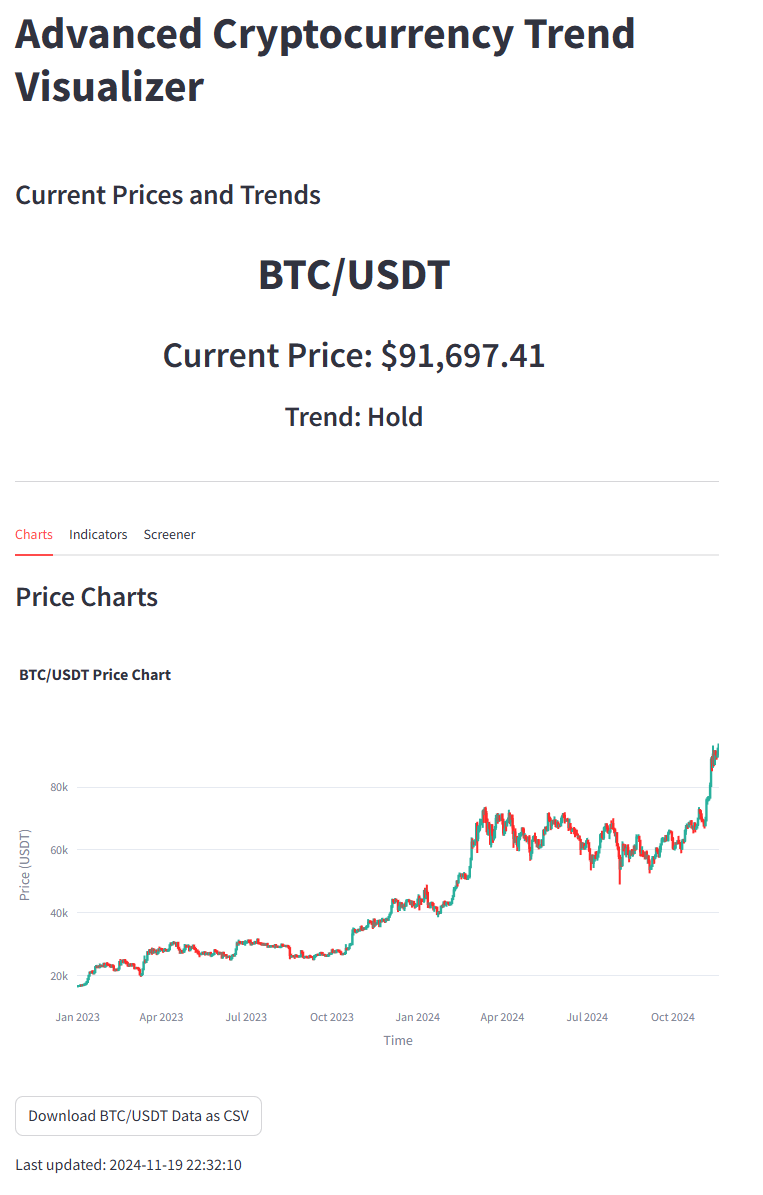 Advanced Cryptocurrency Trend
Visualizer
Current Prices and Trends
BTC/USDT
Current Price: $91,697.41
Trend: Hold
Charts Indicators Screener
Price Charts
BTC/USDT Price Chart
80k
60k
40k
20k
Price (USDT)
Jan 2023 Apr 2023 Jul 2023 Oct 2023 Jan 2024 Apr 2024 Jul 2024 Oct 2024
Time
Download BTC/USDT Data as CSV
Last updated: 2024-11-19 22:32:10